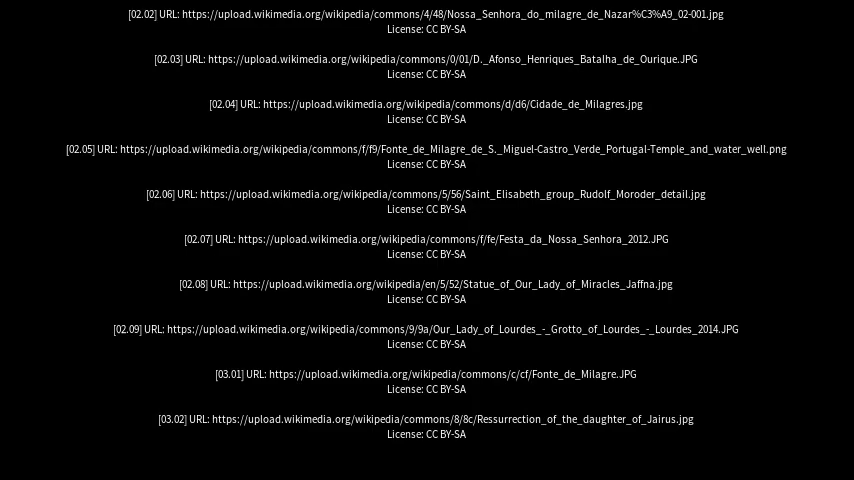 [02.02] URL: https://upload.wikimedia.org/wikipedia/commons/4/48/Nossa_Senhora_do_milagre_de_Nazar%C3%A9_02-001.jpg
License: CC BY-SA
[02.03] URL: https://upload.wikimedia.org/wikipedia/commons/0/01/D._Afonso_Henriques_Batalha_de_Ourique.JPG
License: CC BY-SA
[02.04] URL: https://upload.wikimedia.org/wikipedia/commons/d/d6/Cidade_de_Milagres.jpg
License: CC BY-SA
[02.05] URL: https://upload.wikimedia.org/wikipedia/commons/f/f9/Fonte_de_Milagre_de_S._Miguel-Castro_Verde_Portugal-Temple_and_water_well.png
License: CC BY-SA
[02.06] URL: https://upload.wikimedia.org/wikipedia/commons/5/56/Saint_Elisabeth_group_Rudolf_Moroder_detail.jpg
License: CC BY-SA
[02.07] URL: https://upload.wikimedia.org/wikipedia/commons/f/fe/Festa_da_Nossa_Senhora_2012.JPG
License: CC BY-SA
[02.08] URL: https://upload.wikimedia.org/wikipedia/en/5/52/Statue_of_Our_Lady_of_Miracles_Jaffna.jpg
License: CC BY-SA
[02.09] URL: https://upload.wikimedia.org/wikipedia/commons/9/9a/Our_Lady_of_Lourdes_-_Grotto_of_Lourdes_-_Lourdes_2014.JPG
License: CC BY-SA
[03.01] URL: https://upload.wikimedia.org/wikipedia/commons/c/cf/Fonte_de_Milagre.JPG
License: CC BY-SA
[03.02] URL: https://upload.wikimedia.org/wikipedia/commons/8/8c/Ressurrection_of_the_daughter_of_Jairus.jpg
License: CC BY-SA